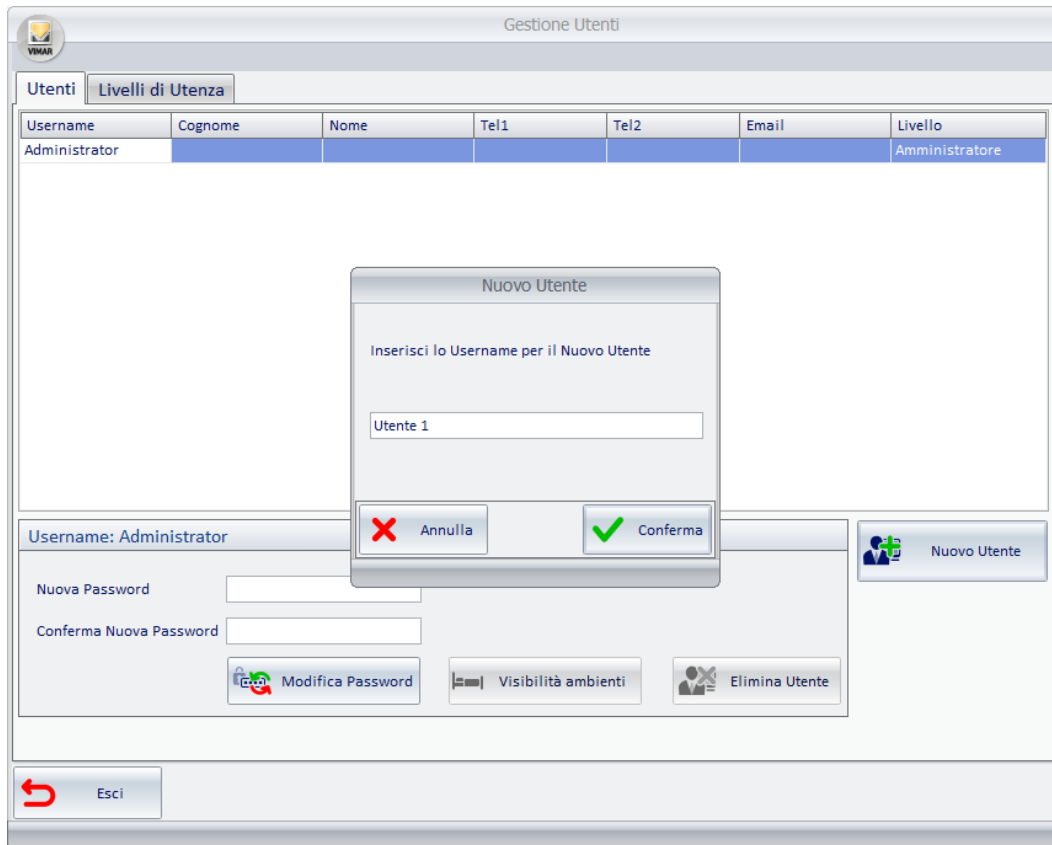 Gestione Utenti
VIMAR
Utenti Livelli di Utenza
Username Cognome Nome Tel1 Tel2 Email Livello
Administrator Amministratore
Nuovo Utente
Inserisci lo Username per il Nuovo Utente
Utente 1
Annulla Conferma
Username: Administrator
Nuovo Utente
Nuova Password
Conferma Nuova Password
Modifica Password Visibilità ambienti Elimina Utente
Esci